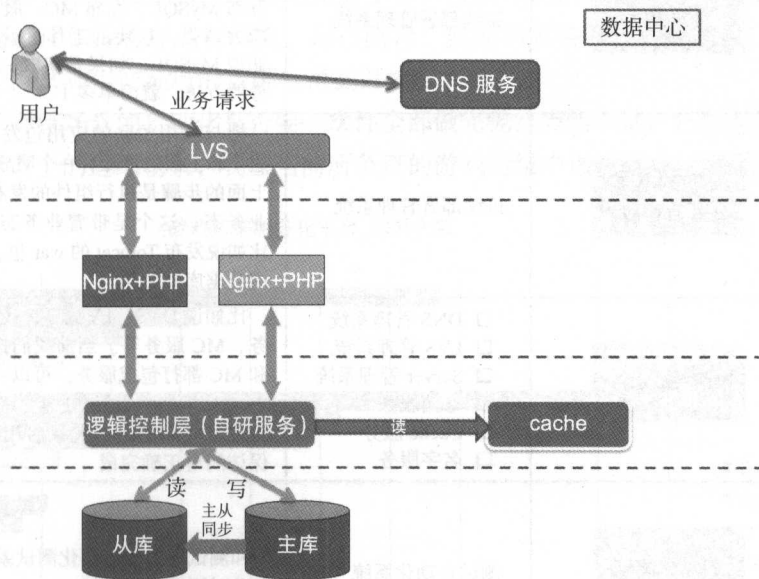 数据中心
DNS 服务
用户
业务请求
LVS
Nginx+PHP
Nginx+PHP
逻辑控制层（自研服务）
读
cache
读
写
主从
同步
从库
主库